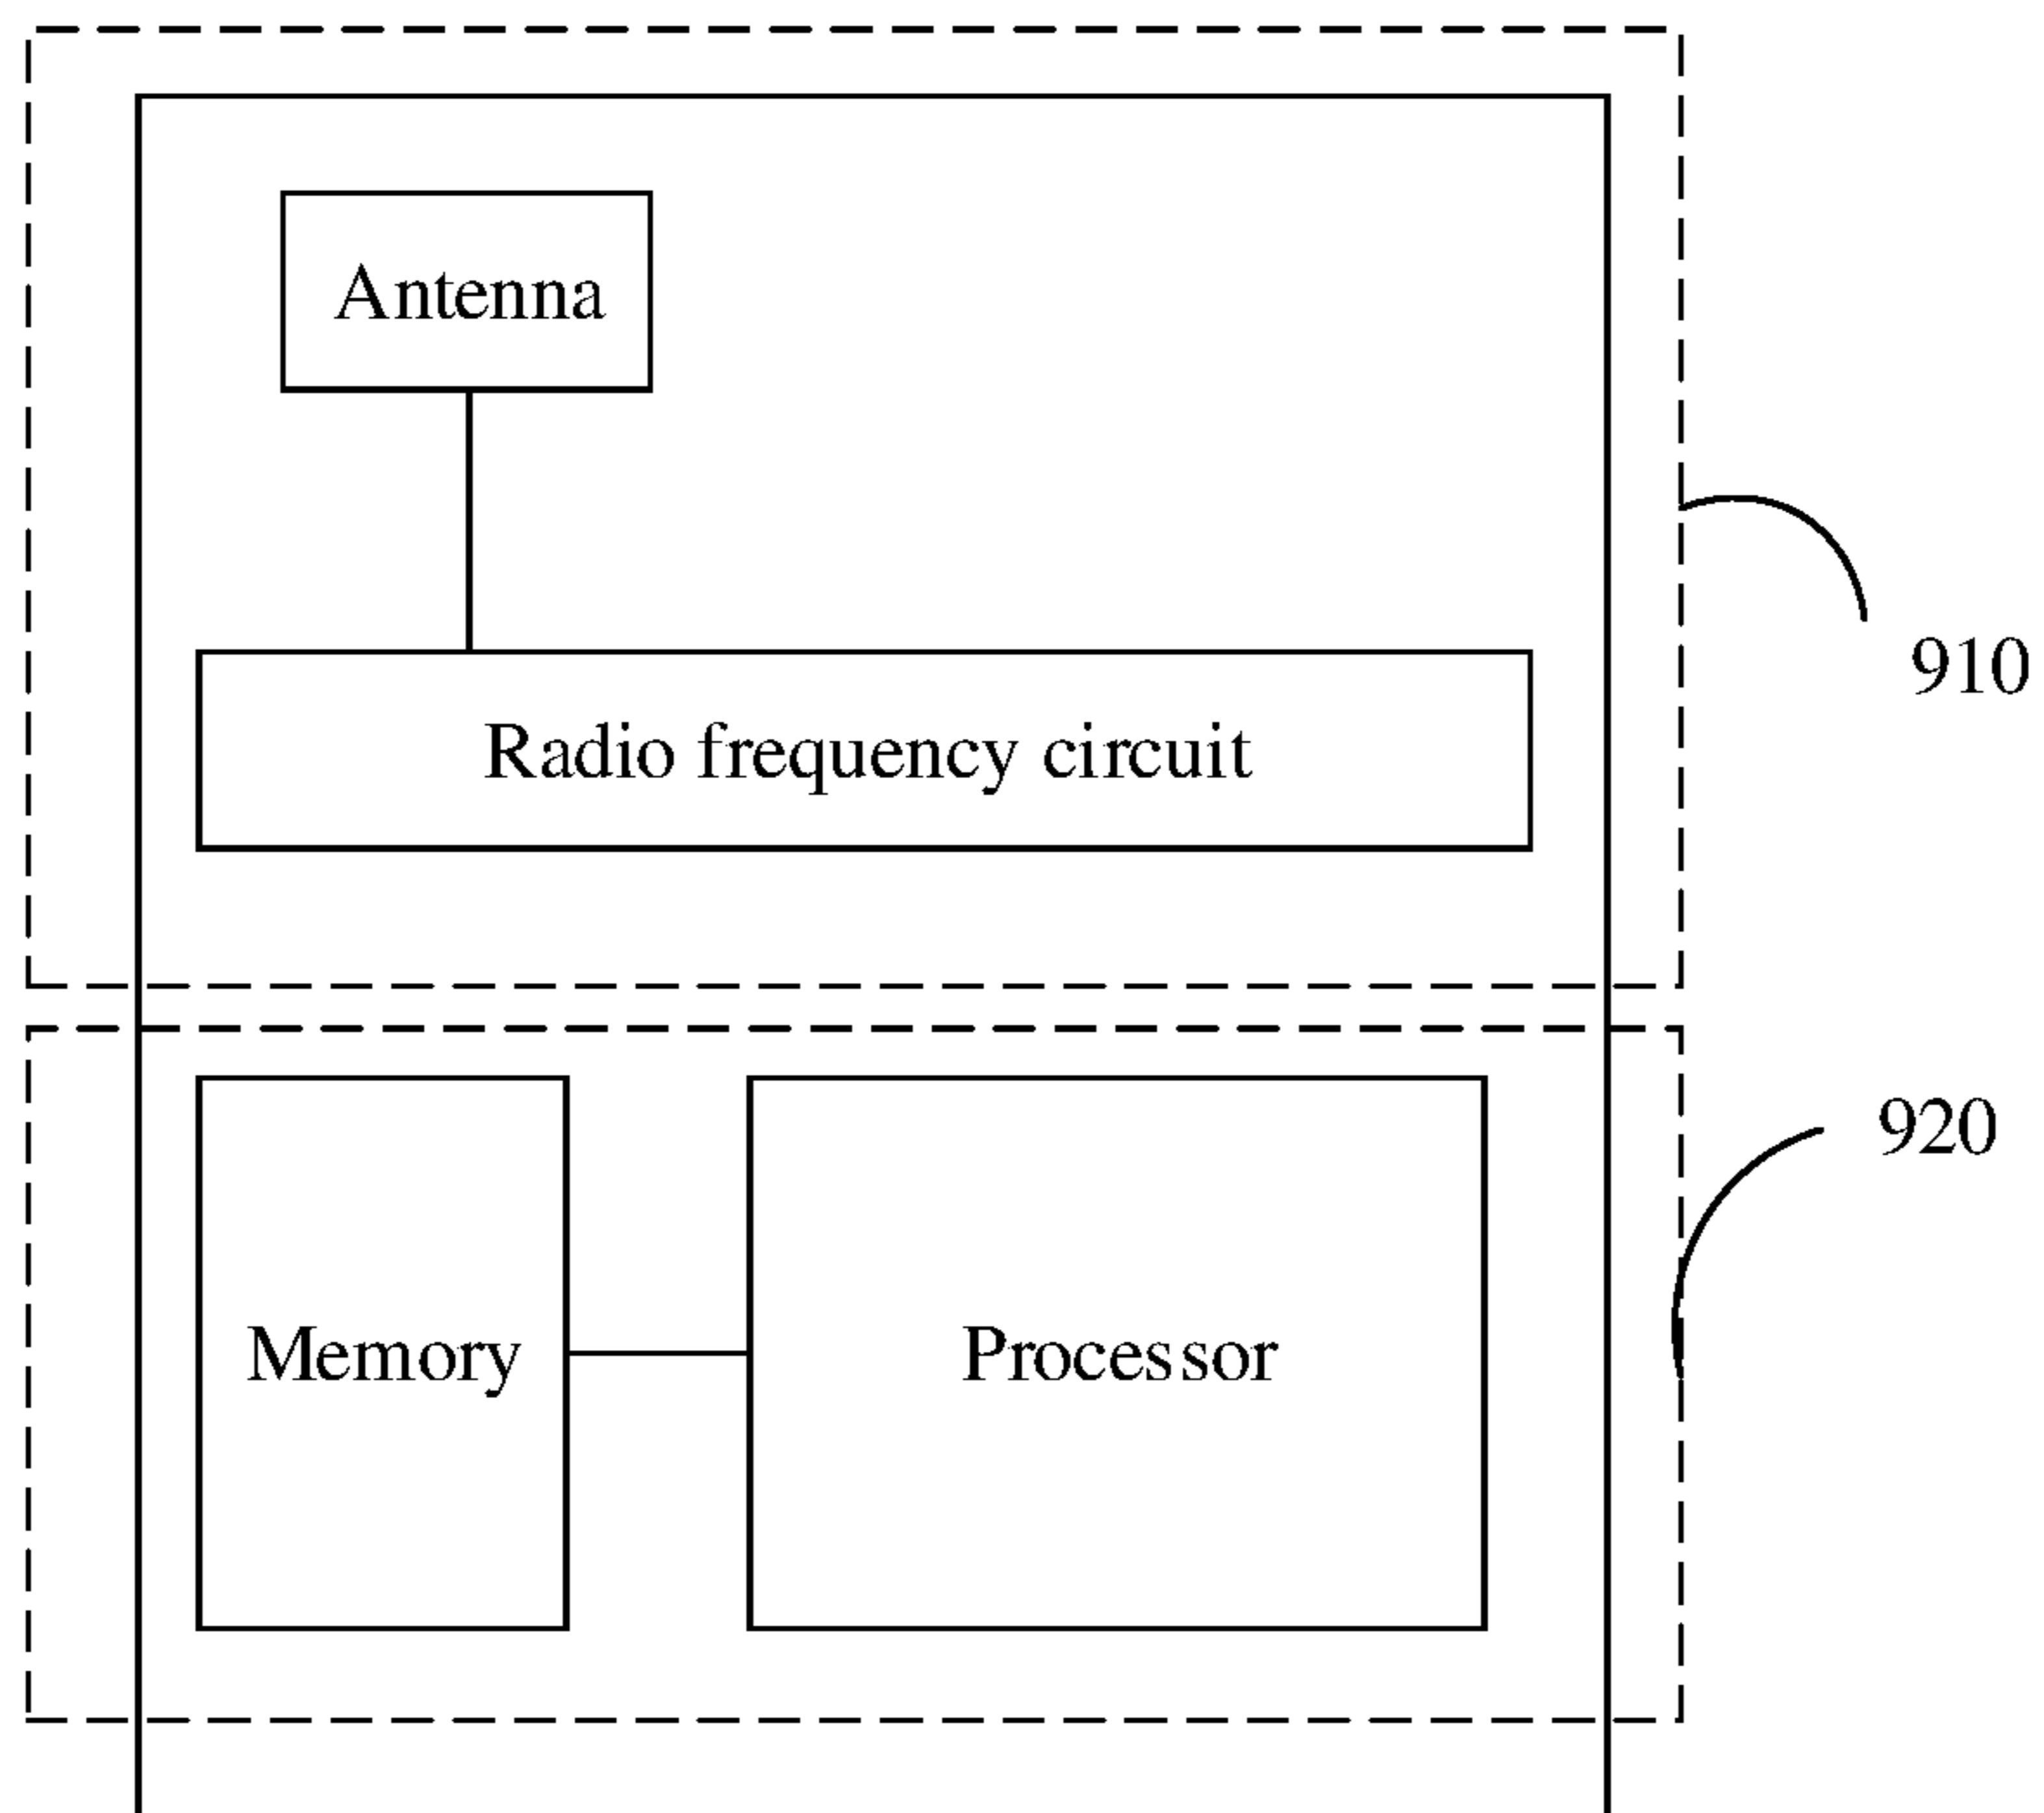 Antenna
910
Radio frequency circuit
920
Memory
Processor